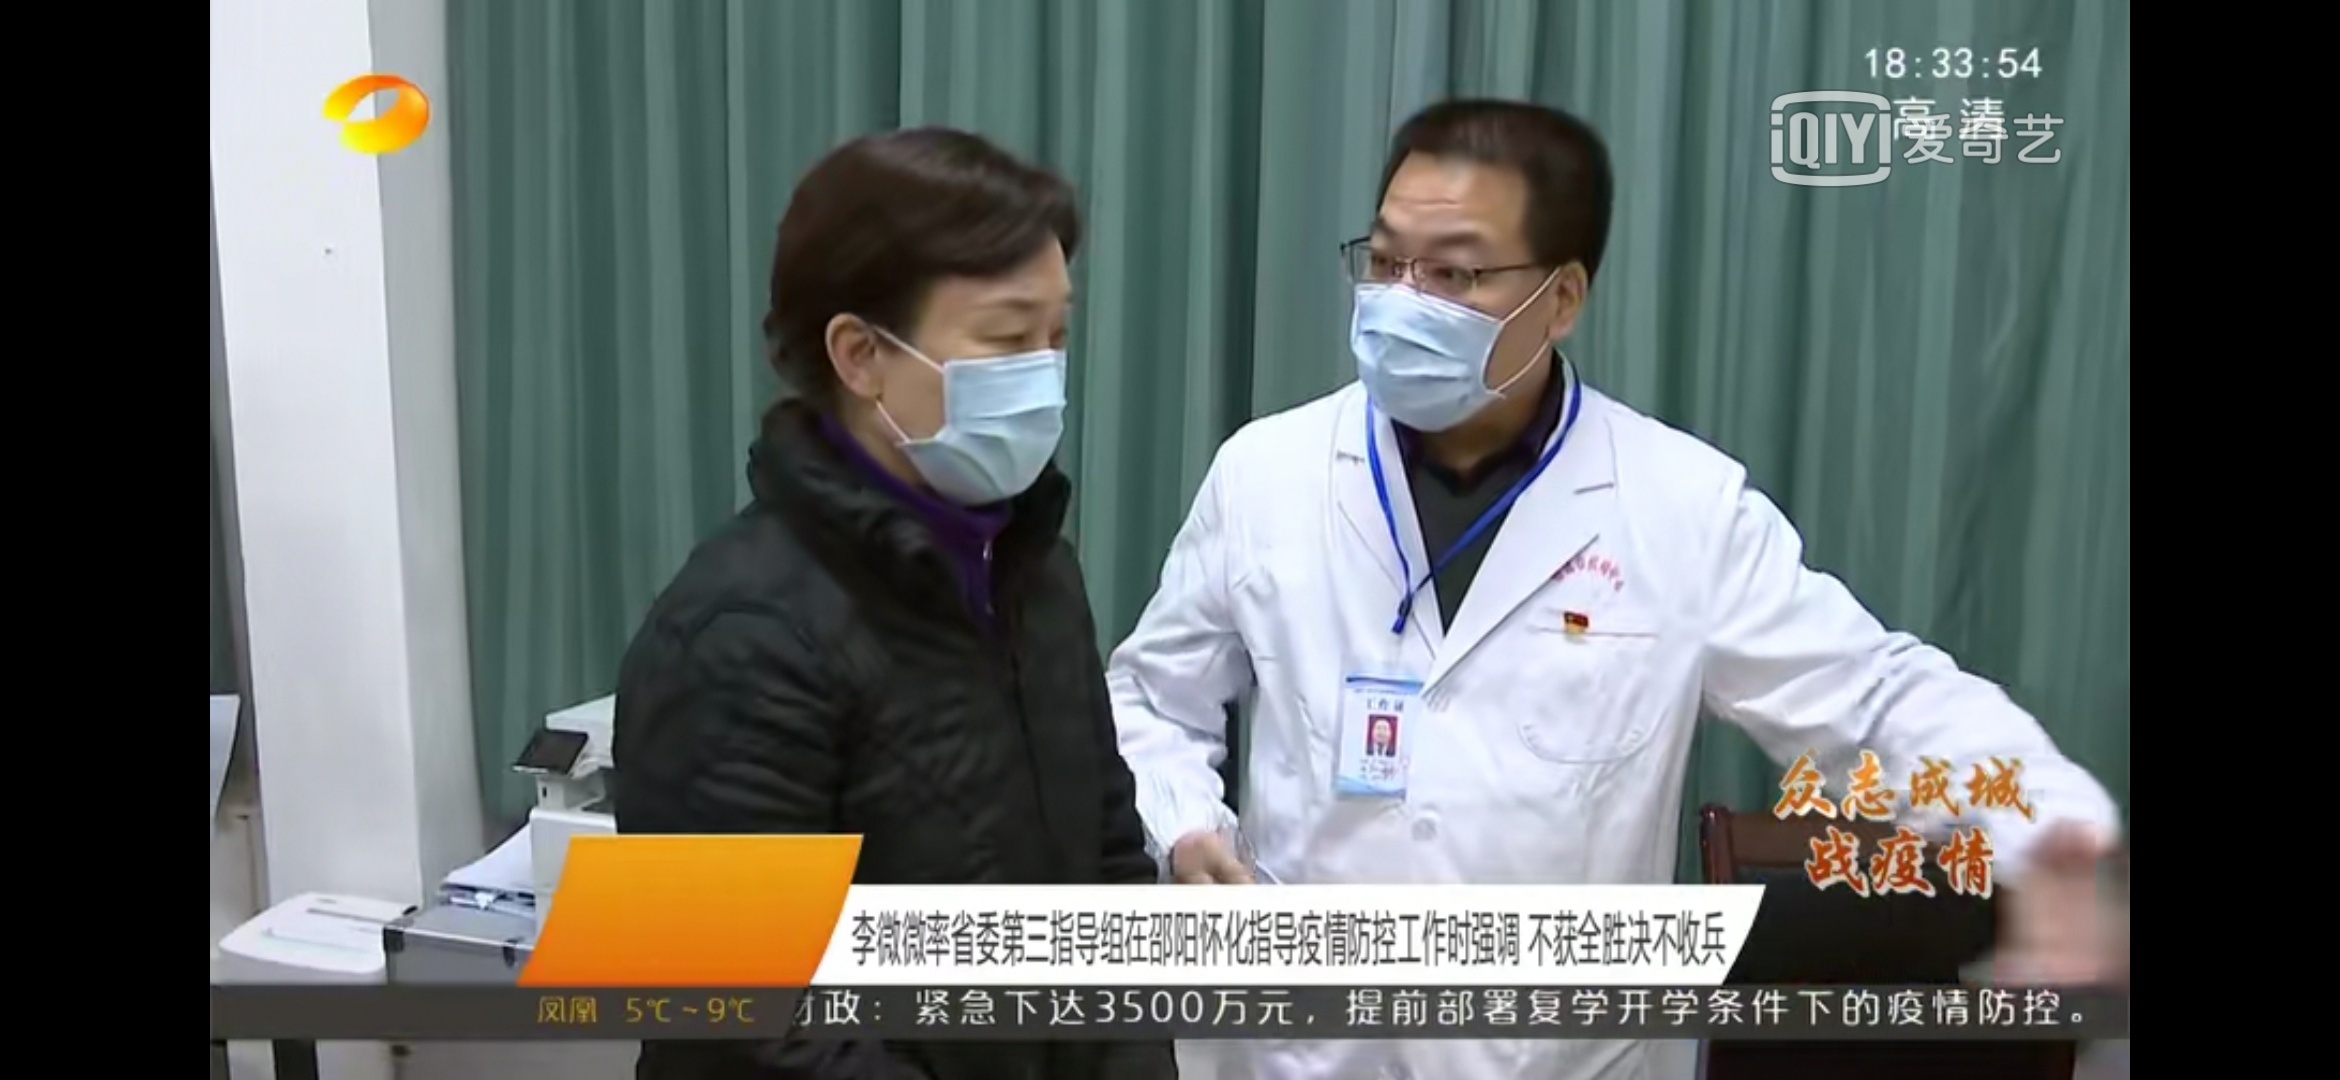 18:33:54
高清
iQIYI 爱奇艺
工作证
众志成城
战疫情
李微微率省委第三指导组在邵阳怀化指导疫情防控工作时强调 不获全胜决不收兵
凤凰 5℃~9℃ 财政：紧急下达3500万元，提前部署复学开学条件下的疫情防控。